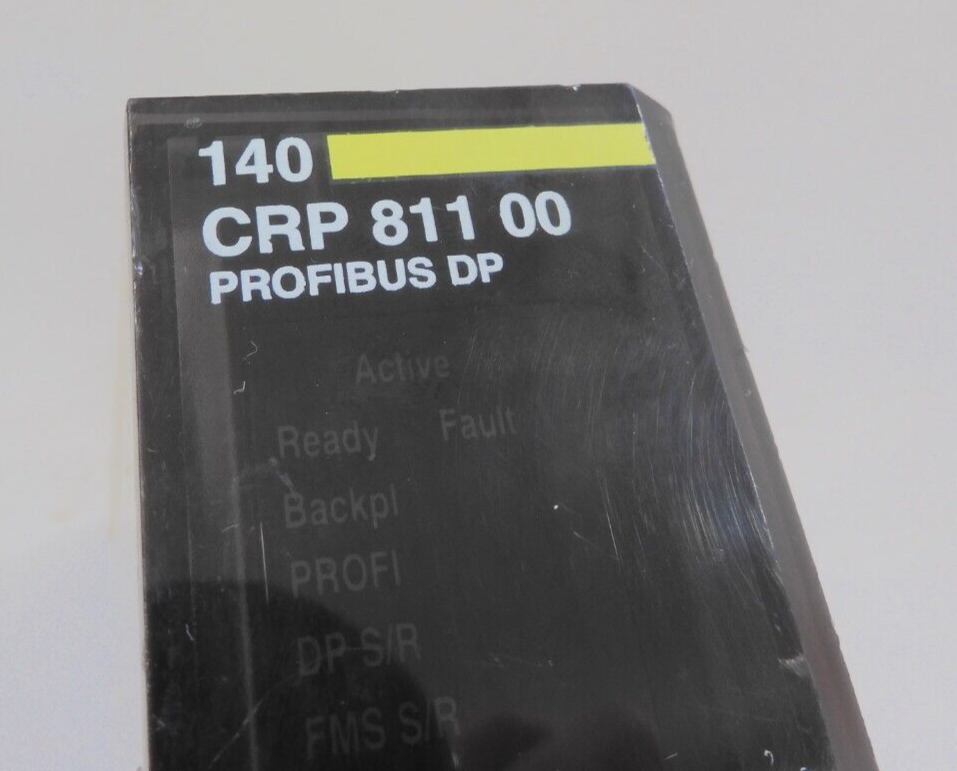 140
CRP 811 00
PROFIBUS DP
Active
Ready Fault
Backpl
PROFI
DP S/R
FMS S/R